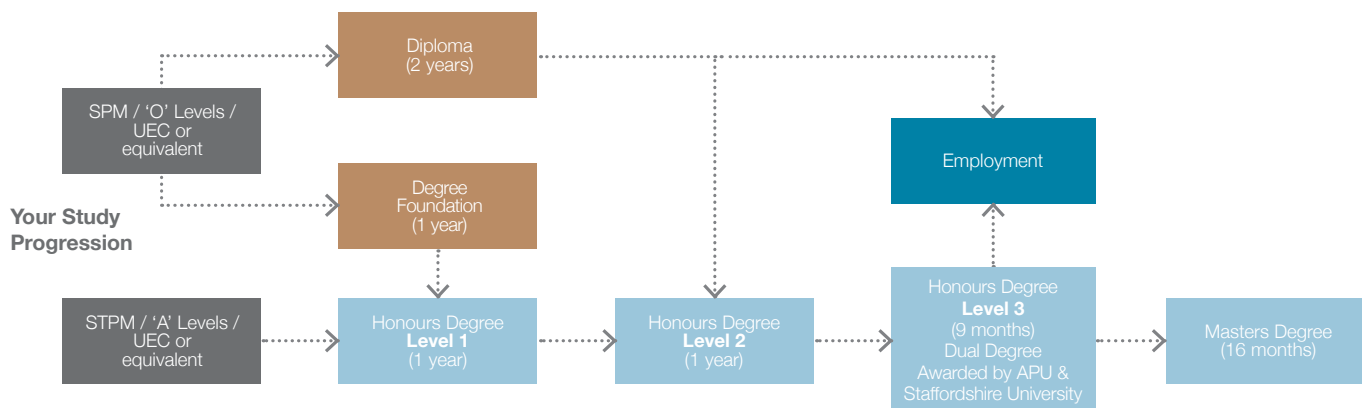 Your Study
Progression
SPM / ‘O’ Levels /
UEC or
equivalent
STPM / ‘A’ Levels /
UEC or
equivalent
Diploma
(2 years)
Degree
Foundation
(1 year)
Honours Degree
Level 1
(1 year)
Honours Degree
Level 2
(1 year)
Employment
Honours Degree
Level 3
(9 months)
Dual Degree
Awarded by APU &
Staffordshire University
Masters Degree
(16 months)